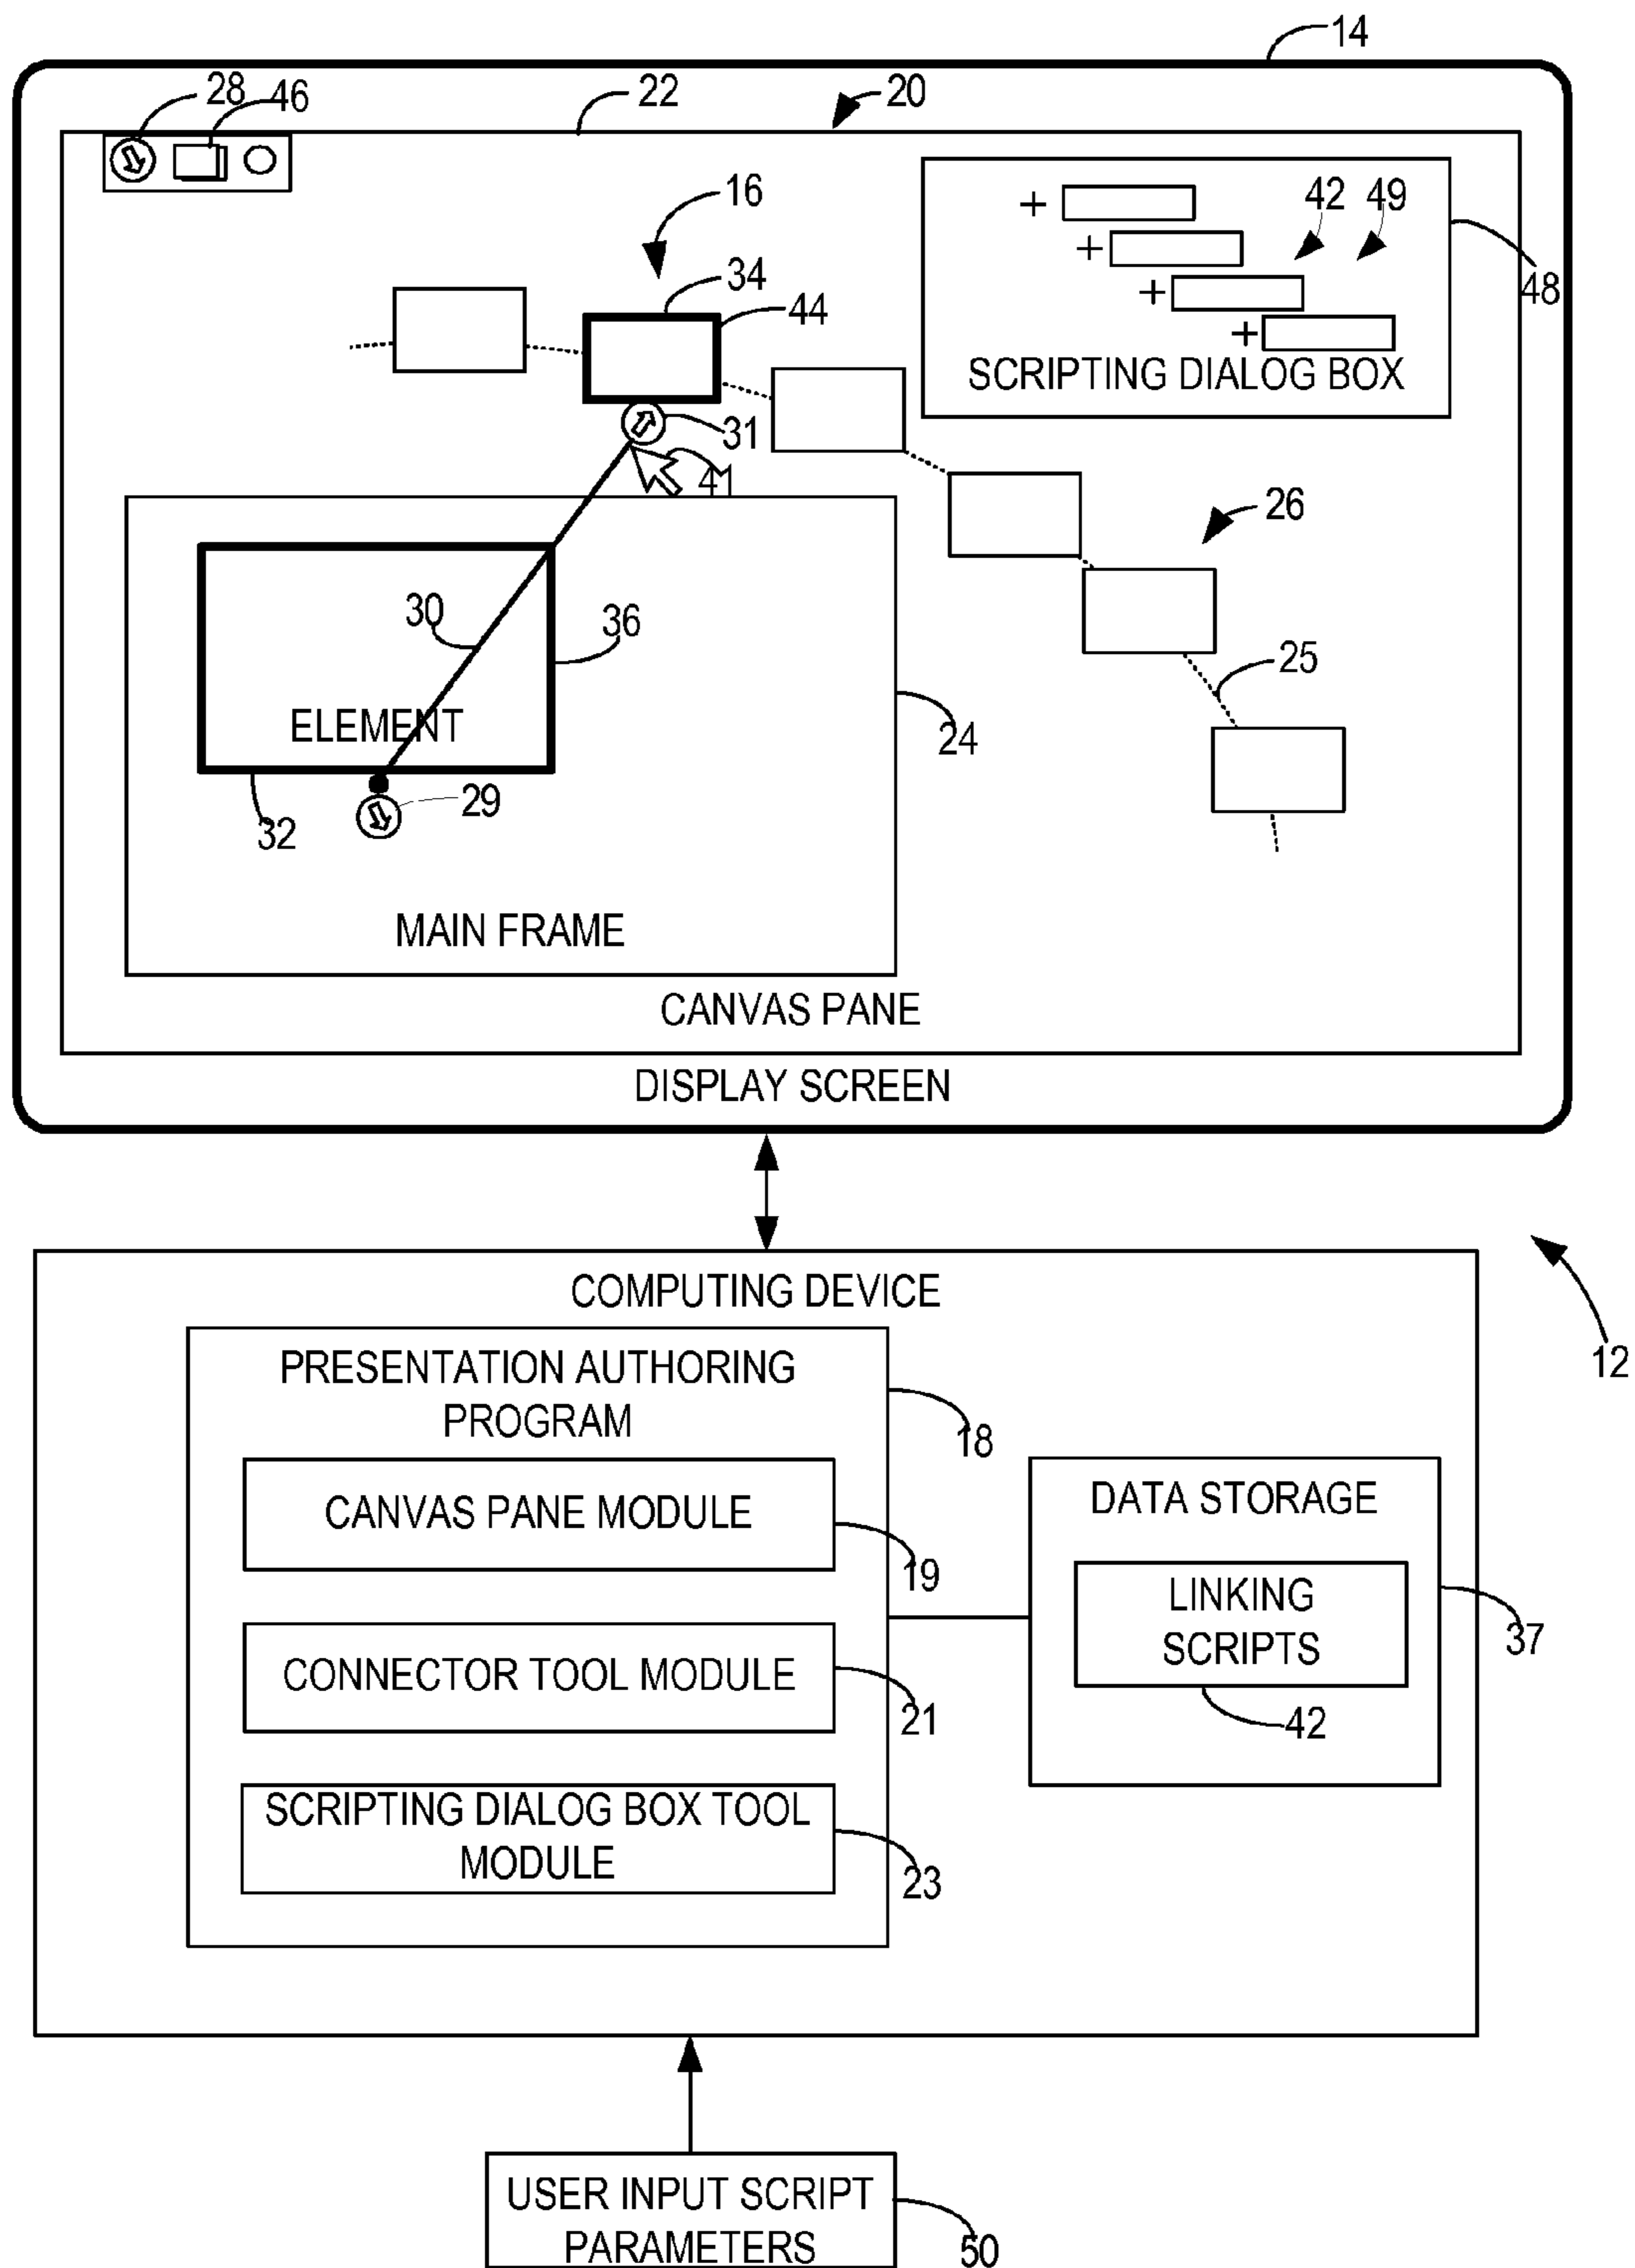 14
28
46
22
20
16
42
49
34
44
48
+
+
+
+
SCRIPTING DIALOG BOX
31
41
26
30
36
25
ELEMENT
24
29
32
MAIN FRAME
CANVAS PANE
DISPLAY SCREEN
COMPUTING DEVICE
12
PRESENTATION AUTHORING
PROGRAM
18
CANVAS PANE MODULE
19
DATA STORAGE
LINKING
SCRIPTS
37
42
CONNECTOR TOOL MODULE
21
SCRIPTING DIALOG BOX TOOL
MODULE
23
USER INPUT SCRIPT
PARAMETERS
50